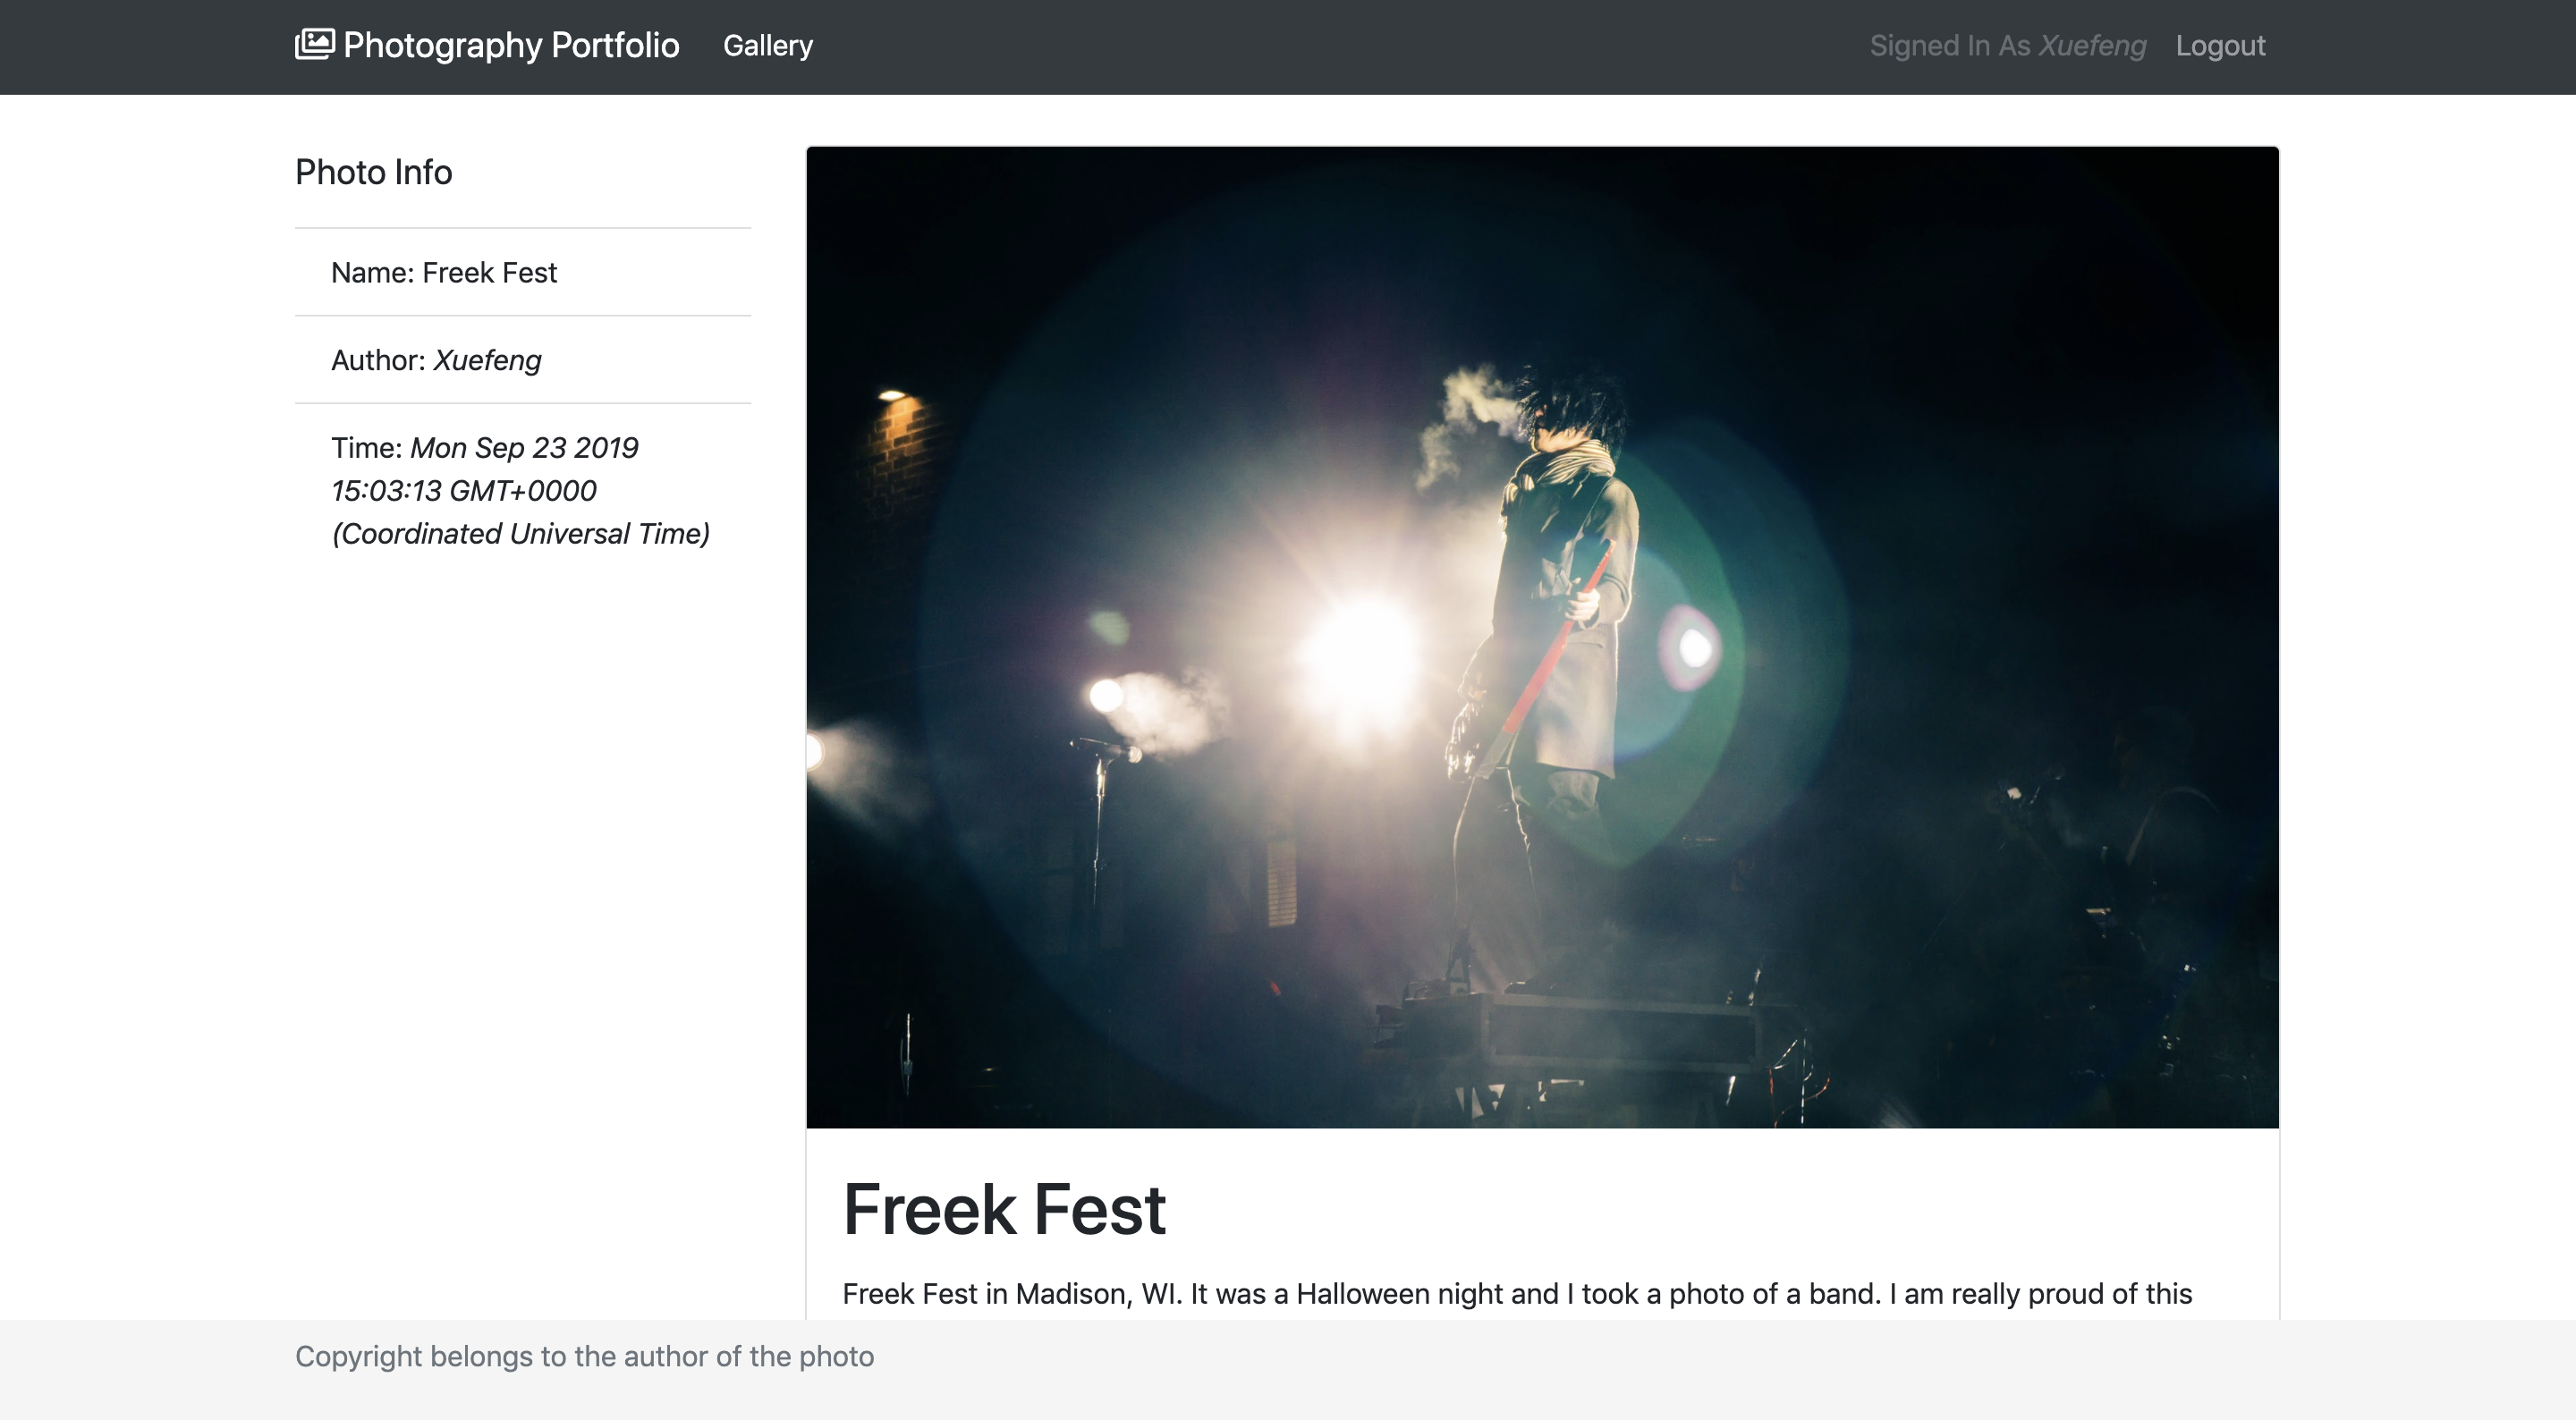 Photography Portfolio Gallery Signed In As Xuefeng Logout
Photo Info
Name: Freek Fest
Author: Xuefeng
Time: Mon Sep 23 2019
15:03:13 GMT+0000
(Coordinated Universal Time)
Freek Fest
Freek Fest in Madison, WI. It was a Halloween night and I took a photo of a band. I am really proud of this
Copyright belongs to the author of the photo